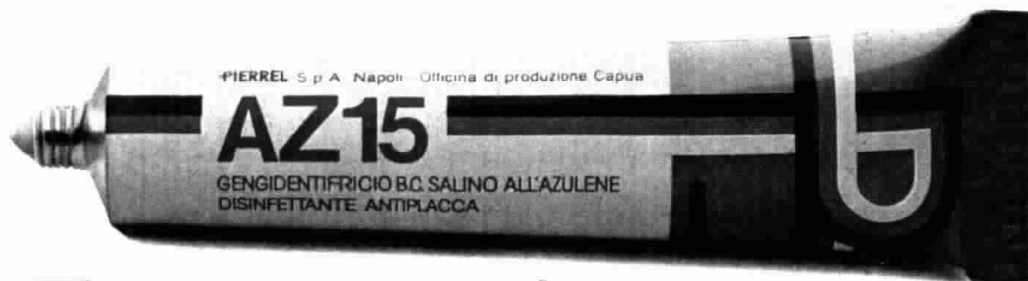 PIERREL S.p.A. Napoli Officina di produzione Capua
AZ15
GENGIDENTIFRICIO B.C. SALINO ALL'AZULENE
DISINFETTANTE ANTIPLACCA